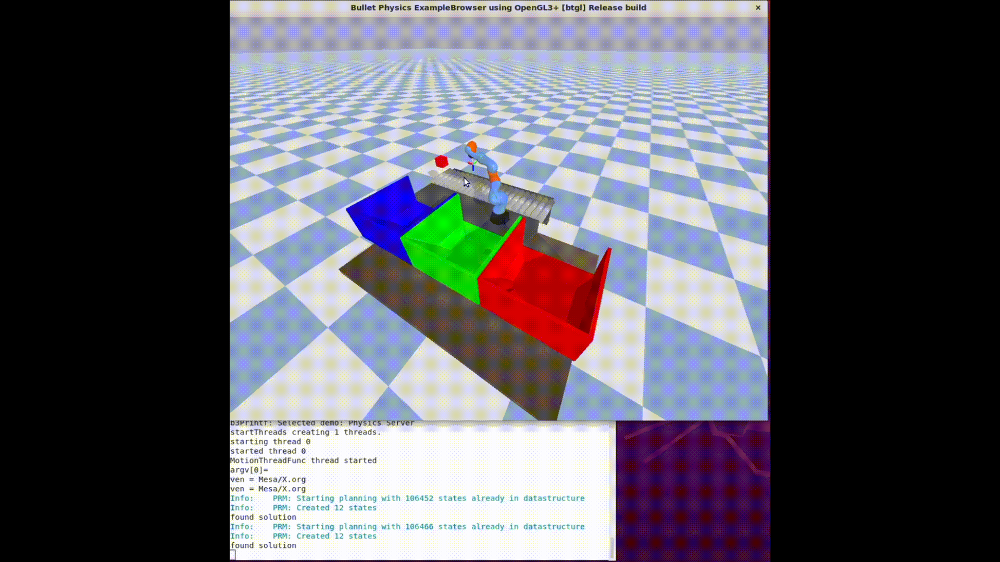 Bullet Physics ExampleBrowser using OpenGL3+ [btgl] Release build
b3Printf: Selected demo: Physics Server
startThreads creating 1 threads.
starting thread 0
started thread 0
MotionThreadFunc thread started
argv[0]=
ven = Mesa/X.org
ven = Mesa/X.org
Info:    PRM: Starting planning with 106452 states already in datastructure
Info:    PRM: Created 12 states
found solution
Info:    PRM: Starting planning with 106466 states already in datastructure
Info:    PRM: Created 12 states
found solution